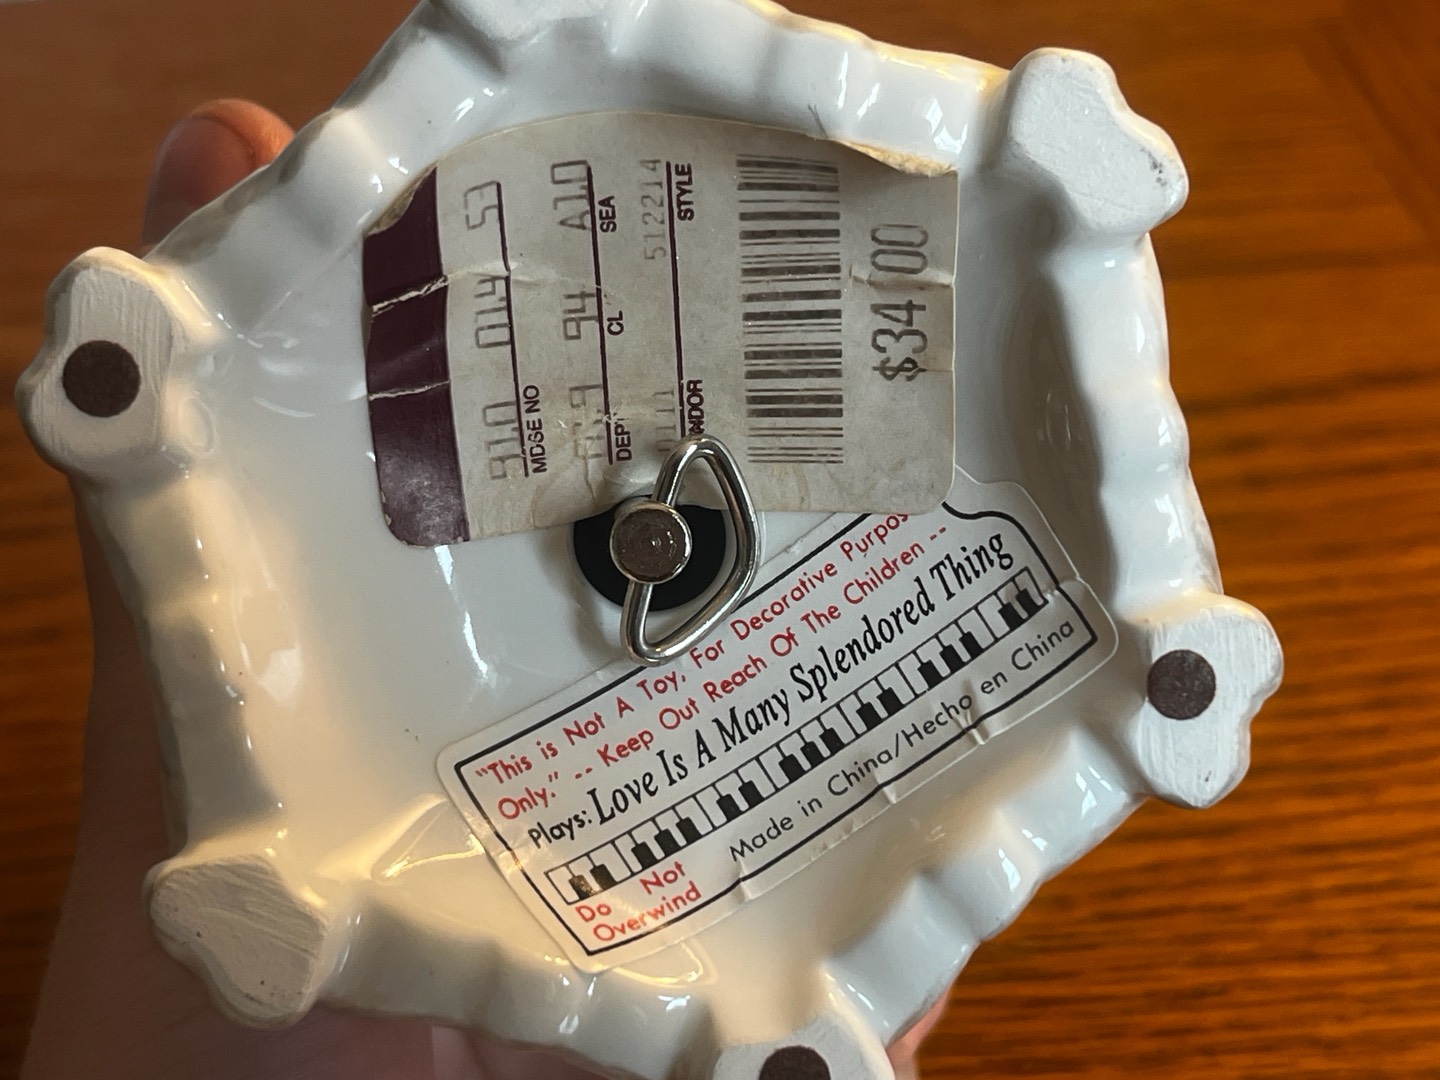 910 014 53
MDSE NO
94 A10
DEPT CL SEA
512214
STYLE
$34.00
"This is Not A Toy, For Decorative
Only." -- Keep Out Reach Of The Children --
Plays: Love Is A Many Splendored Thing
Do Not
Overwind
Made in China/Hecho en China